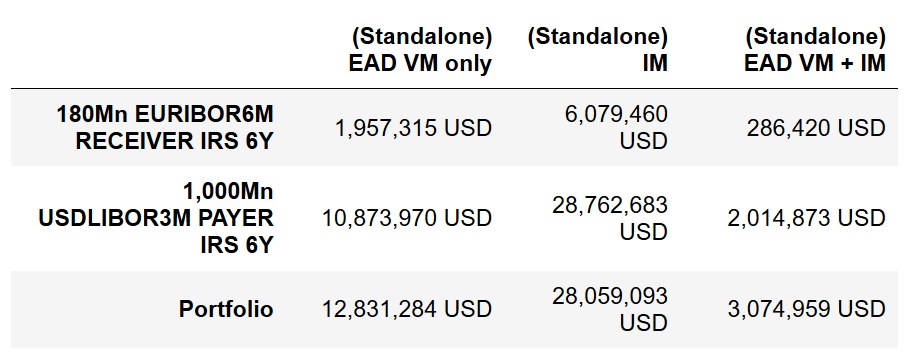 (Standalone) (Standalone) (Standalone)
EAD VM only IM EAD VM + IM
180Mn EURIBOR6M
RECEIVER IRS 6Y
1,957,315 USD
6,079,460
USD
286,420 USD
1,000Mn
USDLIBOR3M PAYER
IRS 6Y
10,873,970 USD
28,762,683
USD
2,014,873 USD
Portfolio
12,831,284 USD
28,059,093
USD
3,074,959 USD